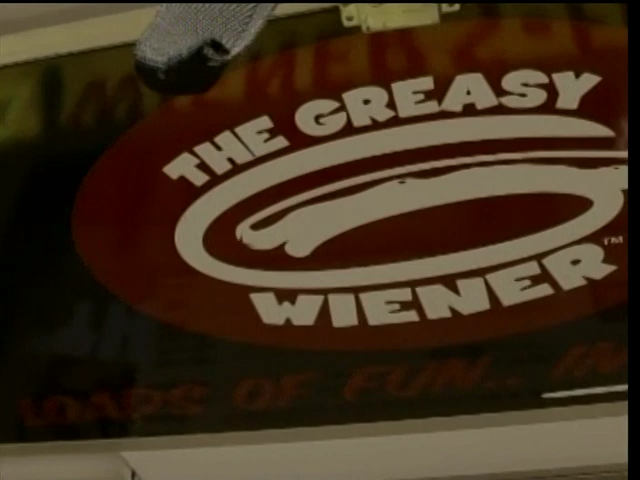 THE GREASY
WIENER™
LOADS OF FUN...